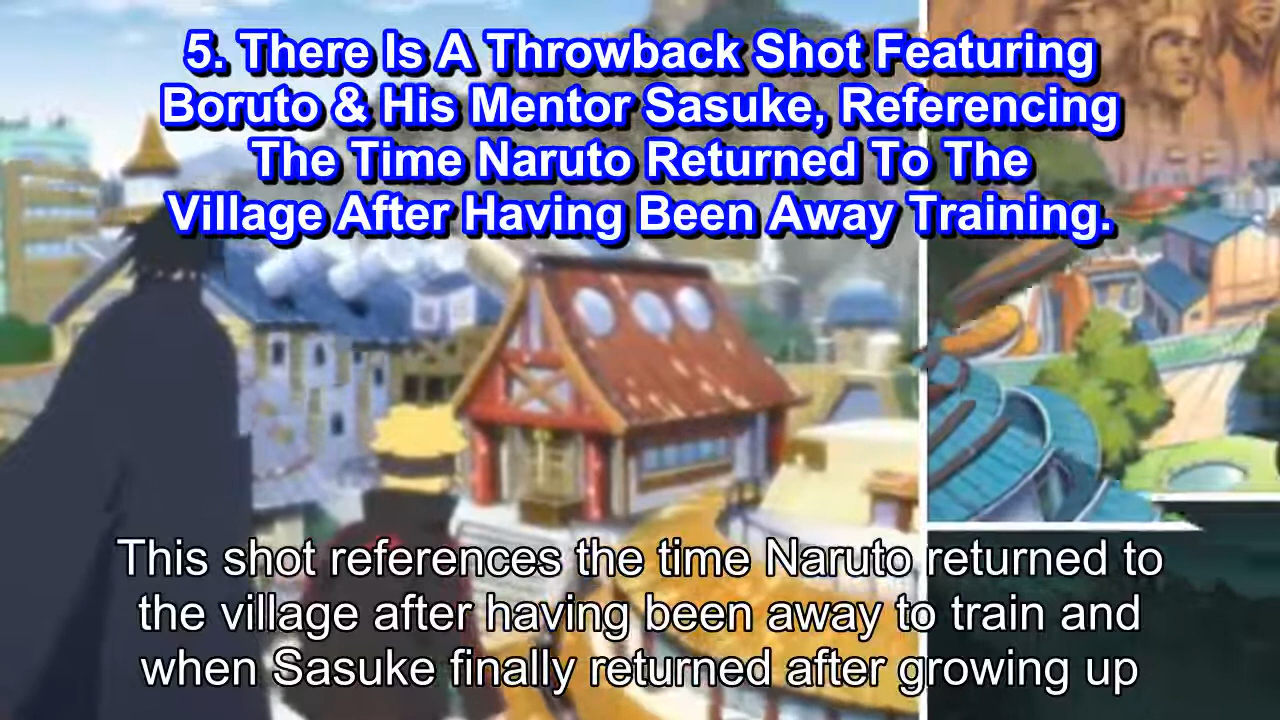 5. There Is A Throwback Shot Featuring
Boruto & His Mentor Sasuke, Referencing
The Time Naruto Returned To The
Village After Having Been Away Training.
This shot references the time Naruto returned to
the village after having been away to train and
when Sasuke finally returned after growing up